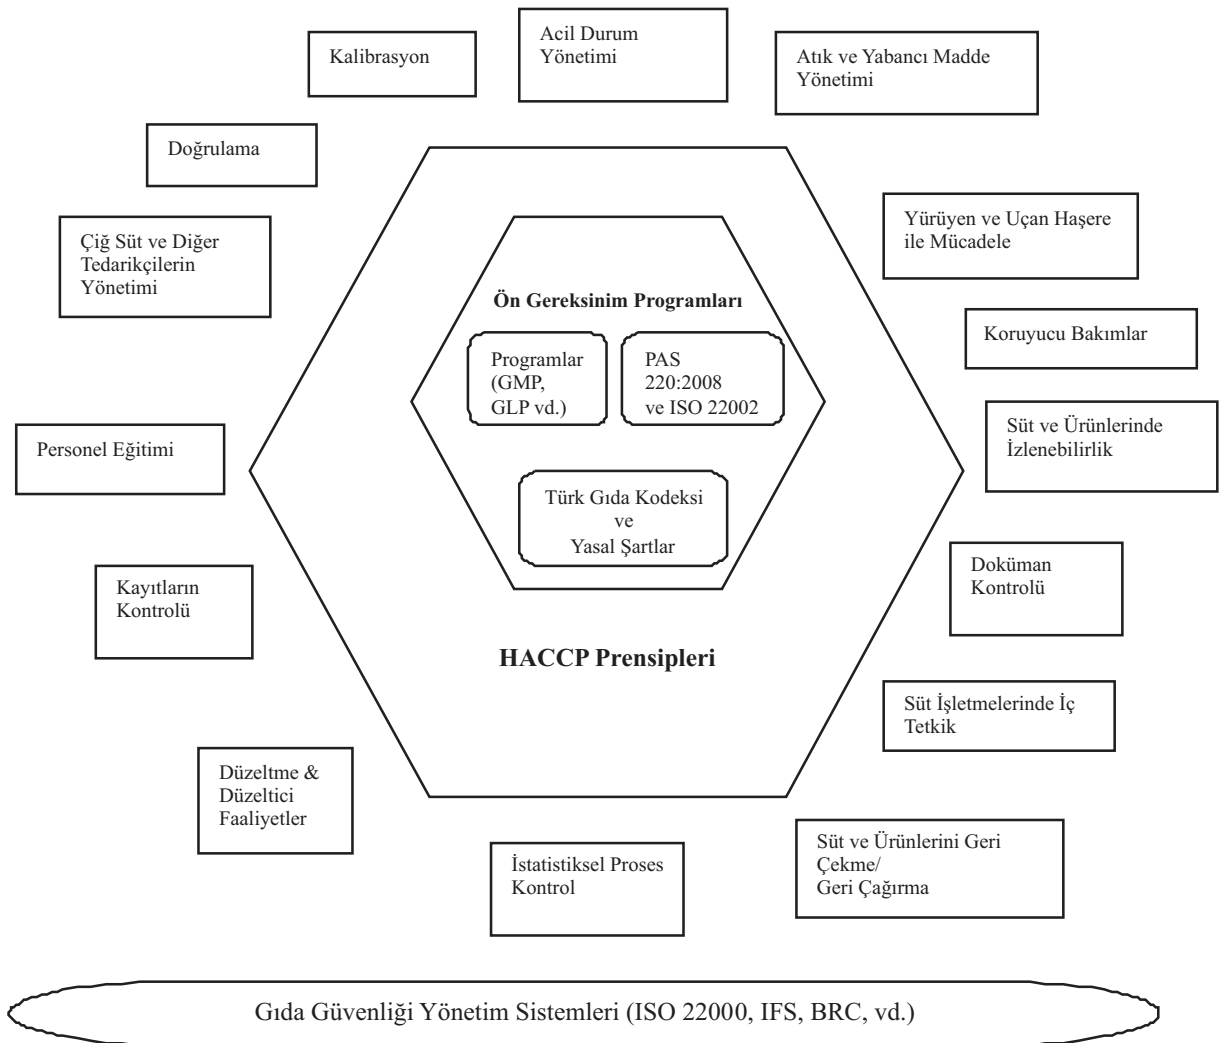 Acil Durum
Yönetimi
Kalibrasyon
Atık ve Yabancı Madde
Yönetimi
Doğrulama
Yürüyen ve Uçan Haşere
ile Mücadele
Çiğ Süt ve Diğer
Tedarikçilerin
Yönetimi
Ön Gereksinim Programları
Koruyucu Bakımlar
Programlar
(GMP,
GLP vd.)
PAS
220:2008
ve ISO 22002
Süt ve Ürünlerinde
İzlenebilirlik
Personel Eğitimi
Türk Gıda Kodeksi
ve
Yasal Şartlar
Doküman
Kontrolü
Kayıtların
Kontrolü
HACCP Prensipleri
Süt İşletmelerinde İç
Tetkik
Düzeltme &
Düzeltici
Faaliyetler
Süt ve Ürünlerini Geri
Çekme/
Geri Çağırma
İstatistiksel Proses
Kontrol
Gıda Güvenliği Yönetim Sistemleri (ISO 22000, IFS, BRC, vd.)